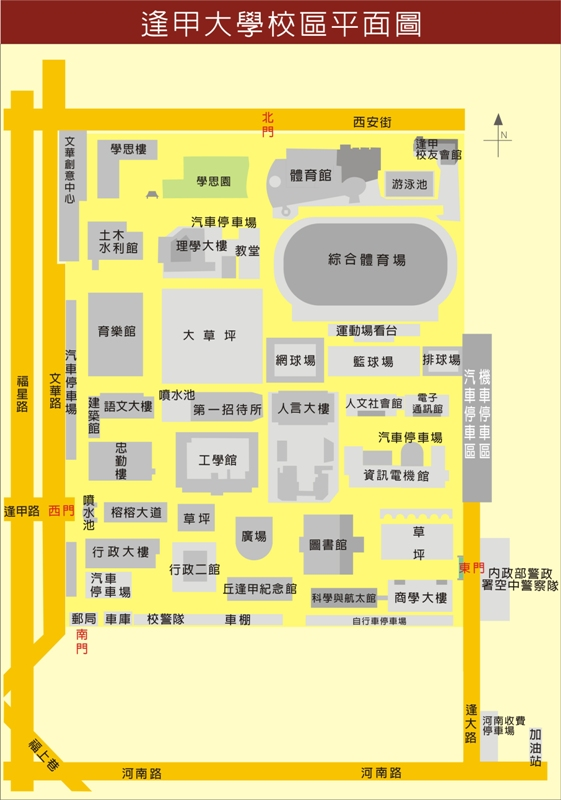 逢甲大學校區平面圖
北門
西安街
N
文華創意中心
學思樓
學思園
體育館
逢甲
校友會館
游泳池
土木
水利館
汽車停車場
理學大樓
教堂
綜合體育場
育樂館
大草坪
運動場看台
網球場
籃球場
排球場
汽車停車場
機車停車區
汽車停車區
福星路
文華路
建築館
語文大樓
噴水池
第一招待所
人言大樓
人文社會館
電子
通訊館
忠勤樓
工學館
汽車停車場
資訊電機館
逢甲路
西門
噴水池
榕榕大道
草坪
廣場
圖書館
草坪
行政大樓
行政二館
東門
內政部警政
署空中警察隊
汽車
停車場
丘逢甲紀念館
科學與航太館
商學大樓
郵局
車庫
校警隊
車棚
自行車停車場
南門
逢大路
河南收費
停車場
加油站
福上巷
河南路
河南路